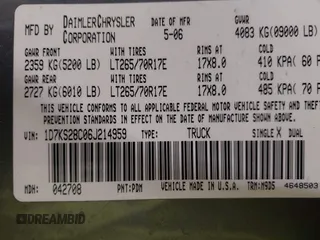 MFD BY DAIMLERCHRYSLER CORPORATION
DATE OF MFR 5-06
GVWR 4083 KG(09000 LB)
GAWR FRONT TIRES RIMS AT COLD
2359 KG(5200 LB) LT265/70R17E 17X8.0 410 KPA(60
GAWR REAR TIRES RIMS AT COLD
2727 KG(6010 LB) LT265/70R17E 17X8.0 485 KPA(70
THIS VEHICLE CONFORMS TO ALL APPLICABLE FEDERAL MOTOR VEHICLE SAFETY AND
PREVENTION STANDARDS IN EFFECT ON THE DATE OF MANUFACTURE SHOWN ABOVE.
VIN: 1D7KS28C06J214959 TYPE: TRUCK SINGLE X DUAL
MDH: 042708 PNT:PDM VEHICLE MADE IN U.S.A. TRM:M9D5 4648503
DREAMBID